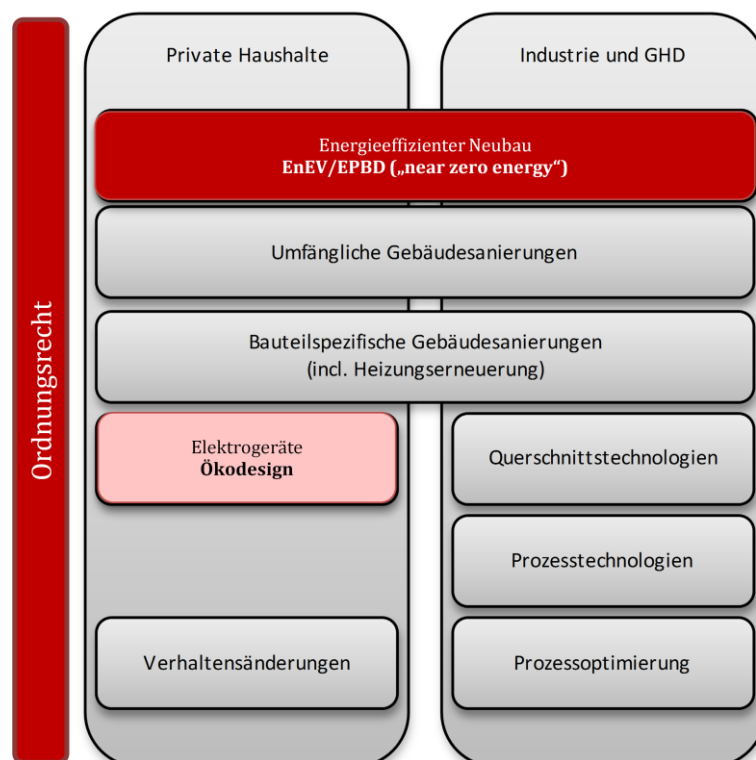 Ordnungsrecht
Private Haushalte
Industrie und GHD
Energieeffizienter Neubau
EnEV/EPBD („near zero energy“)
Umfängliche Gebäudesanierungen
Bauteilspezifische Gebäudesanierungen
(incl. Heizungserneuerung)
Elektrogeräte
Ökodesign
Querschnittstechnologien
Prozesstechnologien
Verhaltensänderungen
Prozessoptimierung